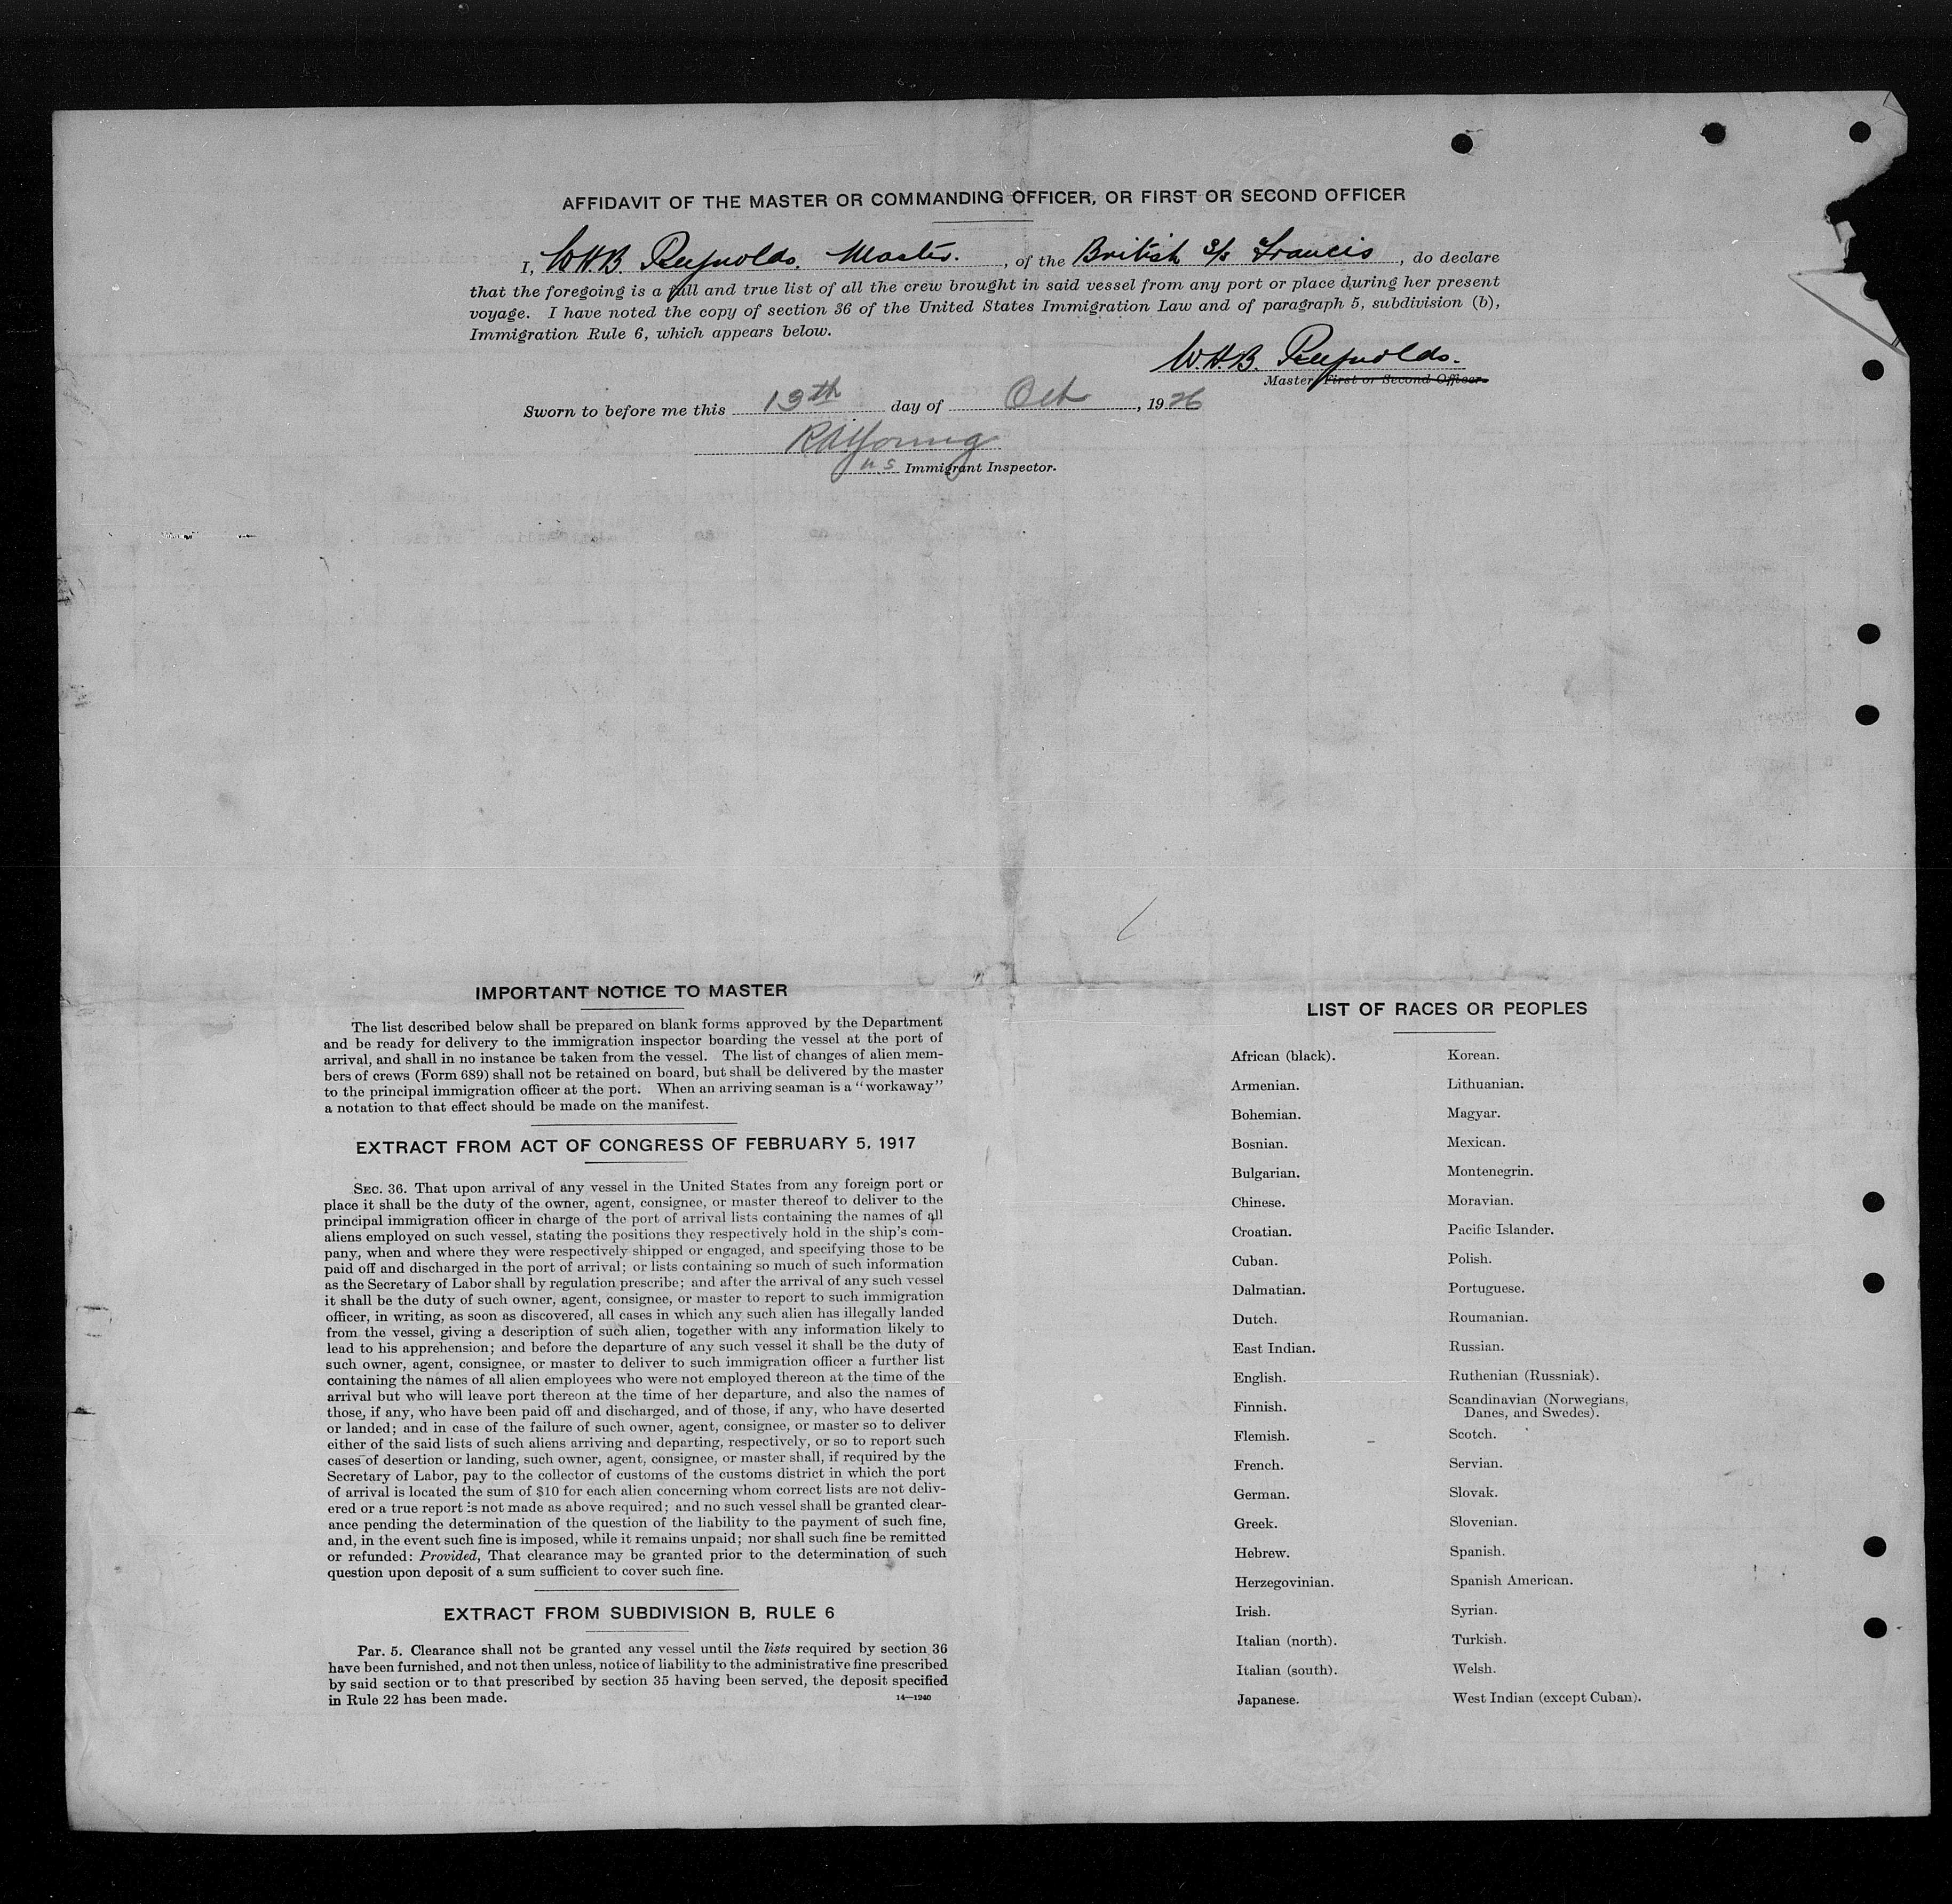 AFFIDAVIT OF THE MASTER OR COMMANDING OFFICER, OR FIRST OR SECOND OFFICER
I, W.H.B. Reynolds. Master. , of the British S/S Francis , do declare
that the foregoing is a full and true list of all the crew brought in said vessel from any port or place during her present
voyage. I have noted the copy of section 36 of the United States Immigration Law and of paragraph 5, subdivision (b),
Immigration Rule 6, which appears below.
W.H.B. Reynolds.
Master, First or Second Officer.
Sworn to before me this 13th day of Oct , 1926
Young
U S Immigrant Inspector.
IMPORTANT NOTICE TO MASTER
The list described below shall be prepared on blank forms approved by the Department
and be ready for delivery to the immigration inspector boarding the vessel at the port of
arrival, and shall in no instance be taken from the vessel. The list of changes of alien mem-
bers of crews (Form 689) shall not be retained on board, but shall be delivered by the master
to the principal immigration officer at the port. When an arriving seaman is a "workaway"
a notation to that effect should be made on the manifest.
EXTRACT FROM ACT OF CONGRESS OF FEBRUARY 5, 1917
SEC. 36. That upon arrival of any vessel in the United States from any foreign port or
place it shall be the duty of the owner, agent, consignee, or master thereof to deliver to the
principal immigration officer in charge of the port of arrival lists containing the names of all
aliens employed on such vessel, stating the positions they respectively hold in the ship's com-
pany, when and where they were respectively shipped or engaged, and specifying those to be
paid off and discharged in the port of arrival; or lists containing so much of such information
as the Secretary of Labor shall by regulation prescribe; and after the arrival of any such vessel
it shall be the duty of such owner, agent, consignee, or master to report to such immigration
officer, in writing, as soon as discovered, all cases in which any such alien has illegally landed
from the vessel, giving a description of such alien, together with any information likely to
lead to his apprehension; and before the departure of any such vessel it shall be the duty of
such owner, agent, consignee, or master to deliver to such immigration officer a further list
containing the names of all alien employees who were not employed thereon at the time of the
arrival but who will leave port thereon at the time of her departure, and also the names of
those, if any, who have been paid off and discharged, and of those, if any, who have deserted
or landed; and in case of the failure of such owner, agent, consignee, or master so to deliver
either of the said lists of such aliens arriving and departing, respectively, or so to report such
cases of desertion or landing, such owner, agent, consignee, or master shall, if required by the
Secretary of Labor, pay to the collector of customs of the customs district in which the port
of arrival is located the sum of $10 for each alien concerning whom correct lists are not deliv-
ered or a true report is not made as above required; and no such vessel shall be granted clear-
ance pending the determination of the question of the liability to the payment of such fine,
and, in the event such fine is imposed, while it remains unpaid; nor shall such fine be remitted
or refunded: Provided, That clearance may be granted prior to the determination of such
question upon deposit of a sum sufficient to cover such fine.
EXTRACT FROM SUBDIVISION B, RULE 6
Par. 5. Clearance shall not be granted any vessel until the lists required by section 36
have been furnished, and not then unless, notice of liability to the administrative fine prescribed
by said section or to that prescribed by section 35 having been served, the deposit specified
in Rule 22 has been made.
14—1240
LIST OF RACES OR PEOPLES
African (black).
Armenian.
Bohemian.
Bosnian.
Bulgarian.
Chinese.
Croatian.
Cuban.
Dalmatian.
Dutch.
East Indian.
English.
Finnish.
Flemish.
French.
German.
Greek.
Hebrew.
Herzegovinian.
Irish.
Italian (north).
Italian (south).
Japanese.
Korean.
Lithuanian.
Magyar.
Mexican.
Montenegrin.
Moravian.
Pacific Islander.
Polish.
Portuguese.
Roumanian.
Russian.
Ruthenian (Russniak).
Scandinavian (Norwegians,
Danes, and Swedes).
Scotch.
Servian.
Slovak.
Slovenian.
Spanish.
Spanish American.
Syrian.
Turkish.
Welsh.
West Indian (except Cuban).